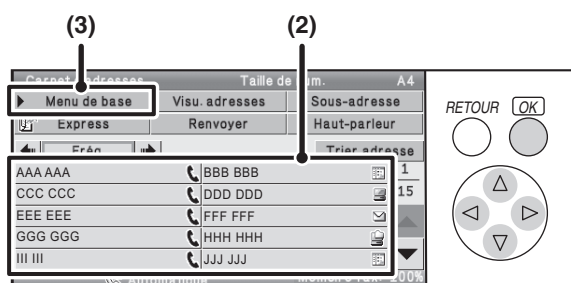 (3) (2)
Carnet d'adresses Taille de num. A4
Menu de base Visu. adresses Sous-adresse
Express Renvoyer Haut-parleur
Fréq. Trier adresse
AAA AAA BBB BBB 1
CCC CCC DDD DDD 15
EEE EEE FFF FFF
GGG GGG HHH HHH
III III JJJ JJJ
100%
RETOUR OK